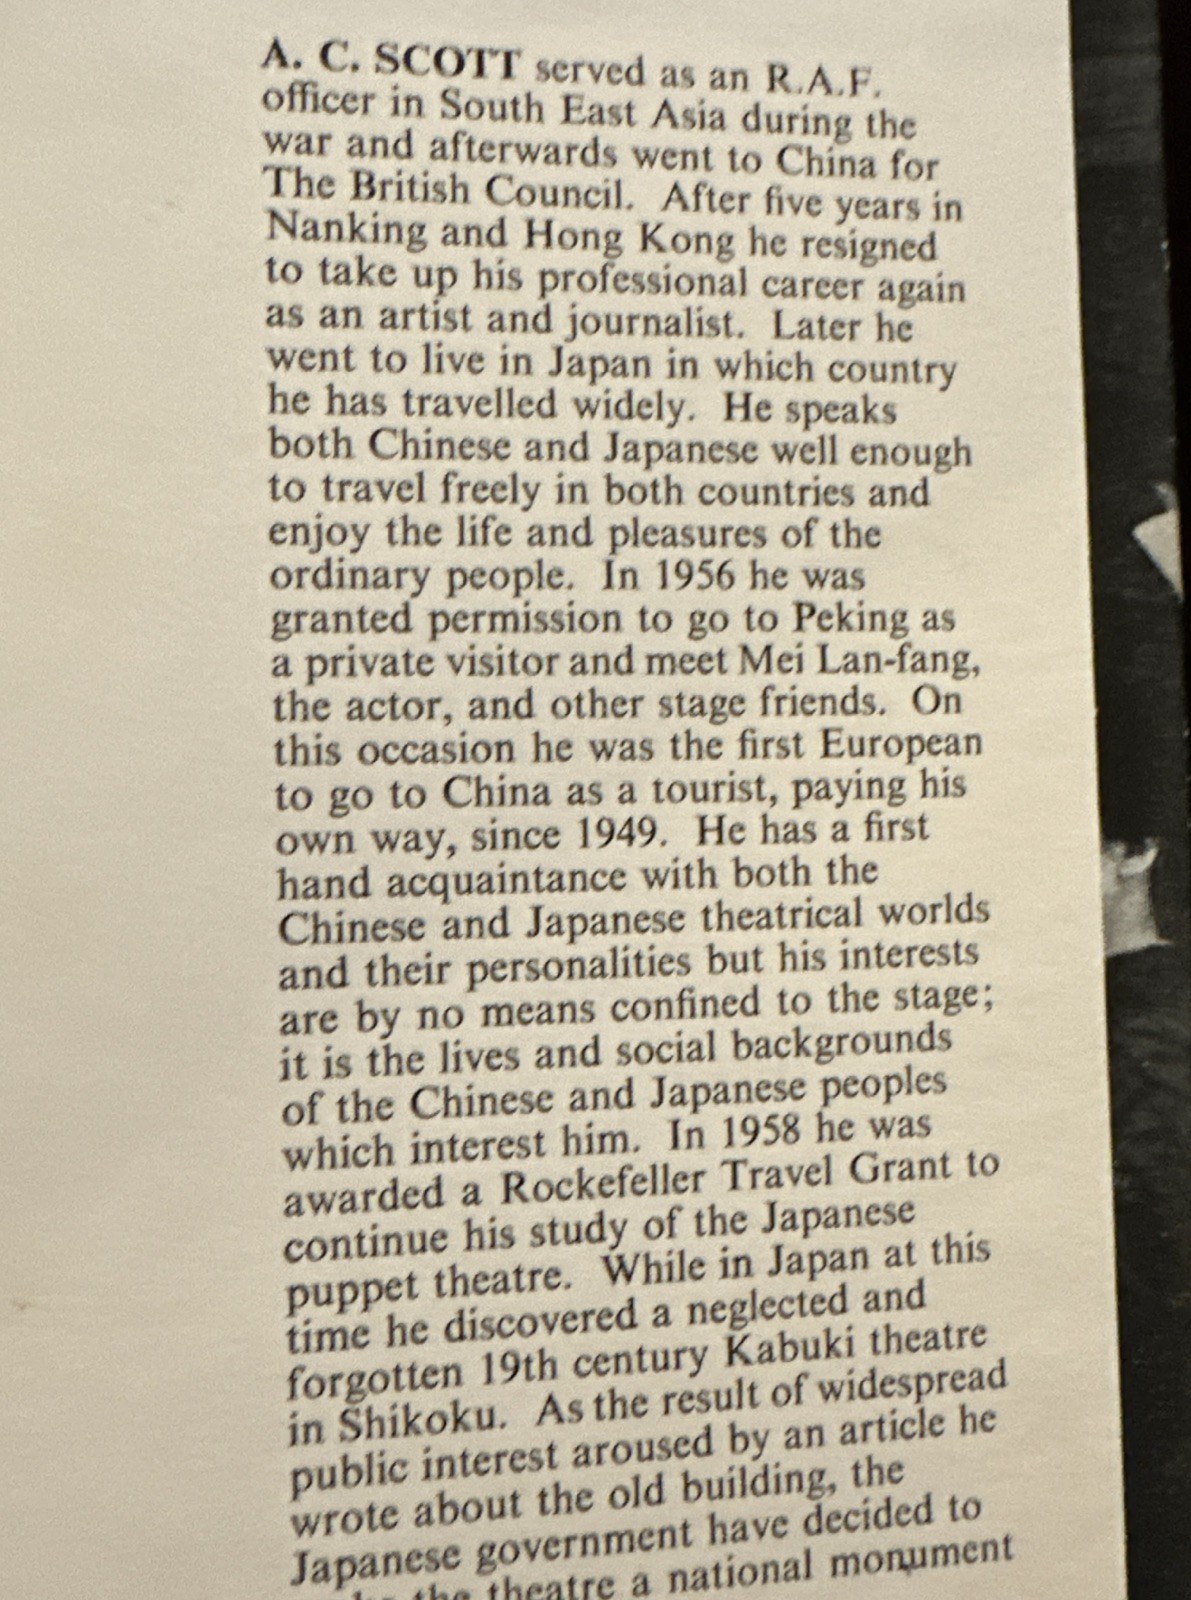 A. C. SCOTT served as an R.A.F.
officer in South East Asia during the
war and afterwards went to China for
The British Council. After five years in
Nanking and Hong Kong he resigned
to take up his professional career again
as an artist and journalist. Later he
went to live in Japan in which country
he has travelled widely. He speaks
both Chinese and Japanese well enough
to travel freely in both countries and
enjoy the life and pleasures of the
ordinary people. In 1956 he was
granted permission to go to Peking as
a private visitor and meet Mei Lan-fang,
the actor, and other stage friends. On
this occasion he was the first European
to go to China as a tourist, paying his
own way, since 1949. He has a first
hand acquaintance with both the
Chinese and Japanese theatrical worlds
and their personalities but his interests
are by no means confined to the stage;
it is the lives and social backgrounds
of the Chinese and Japanese peoples
which interest him. In 1958 he was
awarded a Rockefeller Travel Grant to
continue his study of the Japanese
puppet theatre. While in Japan at this
time he discovered a neglected and
forgotten 19th century Kabuki theatre
in Shikoku. As the result of widespread
public interest aroused by an article he
wrote about the old building, the
Japanese government have decided to
the theatre a national monument